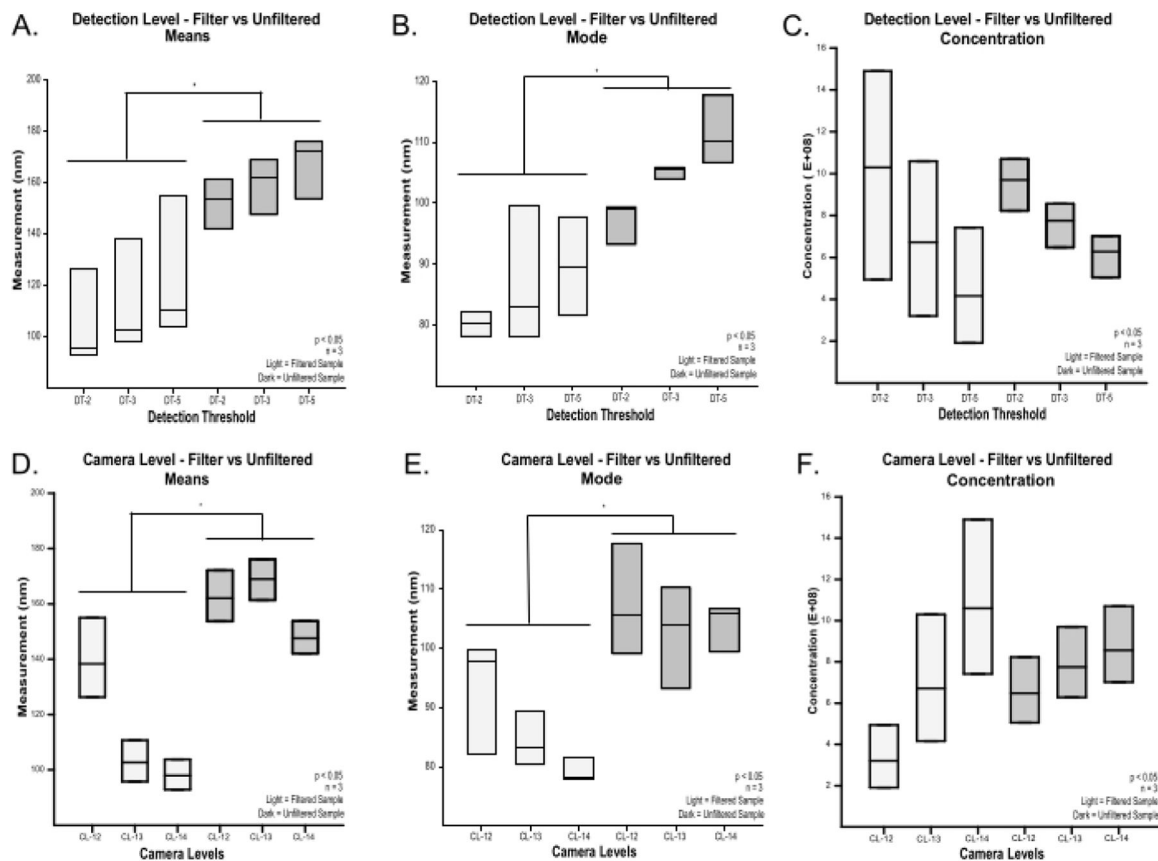 A.
Detection Level - Filter vs Unfiltered
Means
Measurement (nm)
200
180
160
140
120
100
*
p < 0.05
n = 3
Light = Filtered Sample
Dark = Unfiltered Sample
DT-2 DT-3 DT-5 DT-2 DT-3 DT-5
Detection Threshold
B.
Detection Level - Filter vs Unfiltered
Mode
Measurement (nm)
120
110
100
90
80
*
p < 0.05
n = 3
Light = Filtered Sample
Dark = Unfiltered Sample
DT-2 DT-3 DT-5 DT-2 DT-3 DT-5
Detection Threshold
C.
Detection Level - Filter vs Unfiltered
Concentration
Concentration ( E+08)
16
14
12
10
8
6
4
2
p < 0.05
n = 3
Light = Filtered Sample
Dark = Unfiltered Sample
DT-2 DT-3 DT-5 DT-2 DT-3 DT-5
Detection Threshold
D.
Camera Level - Filter vs Unfiltered
Means
Measurement (nm)
200
180
160
140
120
100
*
p < 0.05
n = 3
Light = Filtered Sample
Dark = Unfiltered Sample
CL-12 CL-13 CL-14 CL-12 CL-13 CL-14
Camera Levels
E.
Camera Level - Filter vs Unfiltered
Mode
Measurement (nm)
120
110
100
90
80
*
p < 0.05
n = 3
Light = Filtered Sample
Dark = Unfiltered Sample
CL-12 CL-13 CL-14 CL-12 CL-13 CL-14
Camera Levels
F.
Camera Level - Filter vs Unfiltered
Concentration
Concentration (E+08)
16
14
12
10
8
6
4
2
p < 0.05
n = 3
Light = Filtered Sample
Dark = Unfiltered Sample
CL-12 CL-13 CL-14 CL-12 CL-13 CL-14
Camera Levels